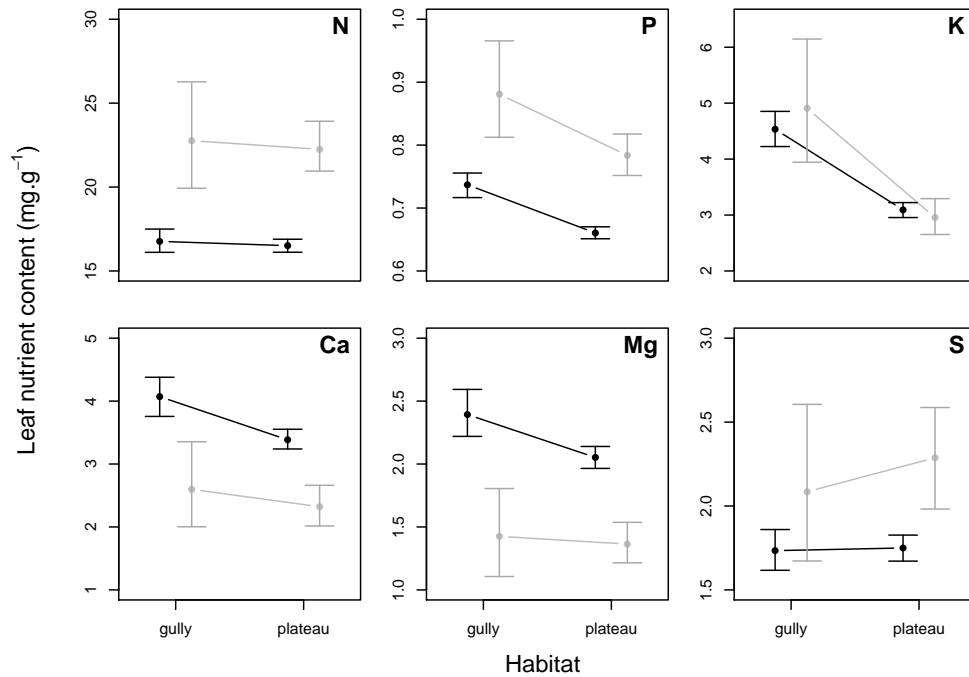 Leaf nutrient content (mg.g⁻¹)
N
30
25
20
15
P
1.0
0.9
0.8
0.7
0.6
K
6
5
4
3
2
Ca
5
4
3
2
1
gully plateau
Mg
3.0
2.5
2.0
1.5
1.0
gully plateau
S
3.0
2.5
2.0
1.5
gully plateau
Habitat